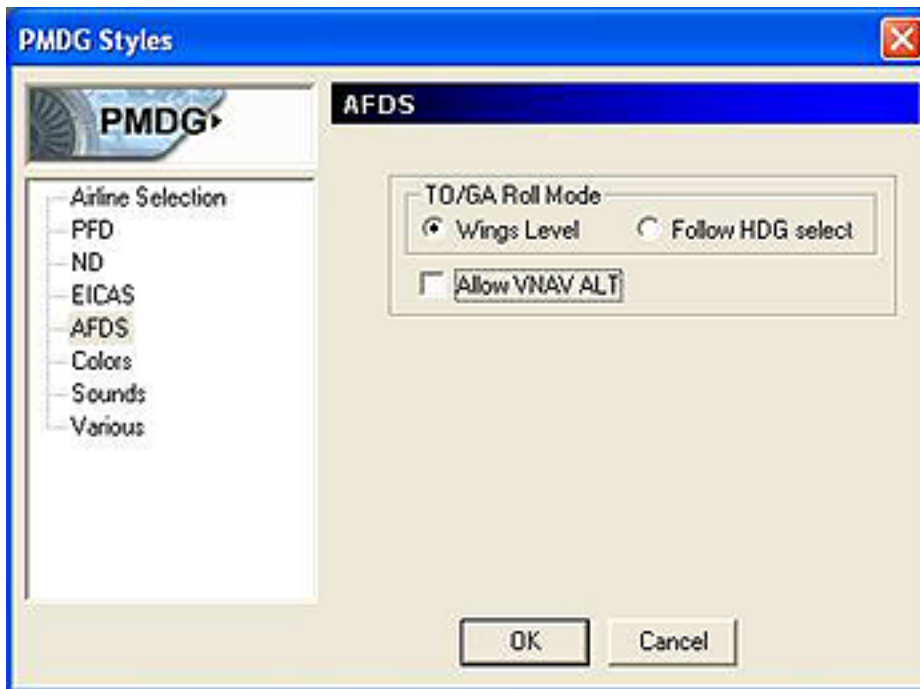 PMDG Styles
PMDG
AFDS
Airline Selection
PFD
ND
EICAS
AFDS
Colors
Sounds
Various
TO/GA Roll Mode
Wings Level Follow HDG select
Allow VNAV ALT
OK Cancel